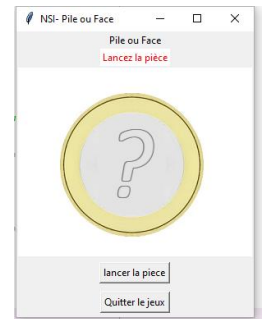 NSI- Pile ou Face
Pile ou Face
Lancez la pièce
?
lancer la piece
Quitter le jeux